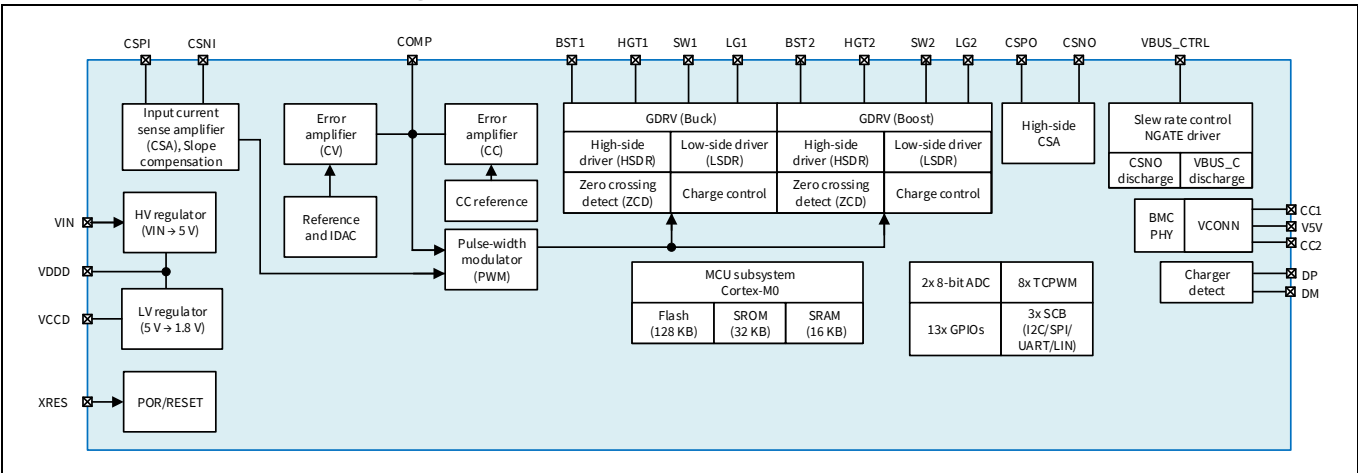 CSPI
CSNI
COMP
BST1
HGT1
SW1
LG1
BST2
HGT2
SW2
LG2
CSPO
CSNO
VBUS_CTRL
Input current
sense amplifier
(CSA), Slope
compensation
Error
amplifier
(CV)
Error
amplifier
(CC)
GDRV (Buck)
GDRV (Boost)
High-side
driver (HSDR)
Low-side driver
(LSDR)
High-side
driver (HSDR)
Low-side driver
(LSDR)
Zero crossing
detect (ZCD)
Charge control
Zero crossing
detect (ZCD)
Charge control
High-side
CSA
Slew rate control
NGATE driver
CSNO
discharge
VBUS_C
discharge
VIN
HV regulator
(VIN → 5 V)
Reference
and IDAC
CC reference
BMC
PHY
VCONN
CC1
V5V
CC2
Pulse-width
modulator
(PWM)
VDDD
MCU subsystem
Cortex-M0
Flash
(128 KB)
SROM
(32 KB)
SRAM
(16 KB)
2x 8-bit ADC
8x TCPWM
13x GPIOs
3x SCB
(I2C/SPI/
UART/LIN)
Charger
detect
DP
DM
VCCD
LV regulator
(5 V → 1.8 V)
XRES
POR/RESET